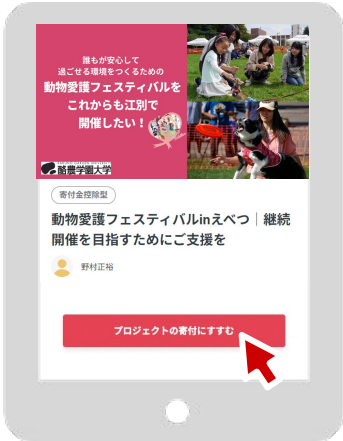 誰もが安心して
過ごせる環境をつくるための
動物愛護フェスティバルを
これからも江別で
開催したい！
酪農学園大学
寄付金控除型
動物愛護フェスティバルinえべつ｜継続
開催を目指すためにご支援を
野村正裕
プロジェクトの寄付にすすむ